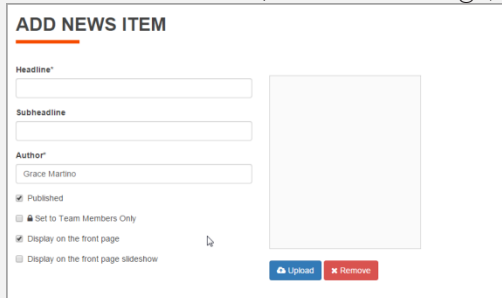 ADD NEWS ITEM
Headline*
Subheadline
Author*
Grace Martino
Published
Set to Team Members Only
Display on the front page
Display on the front page slideshow
Upload
Remove